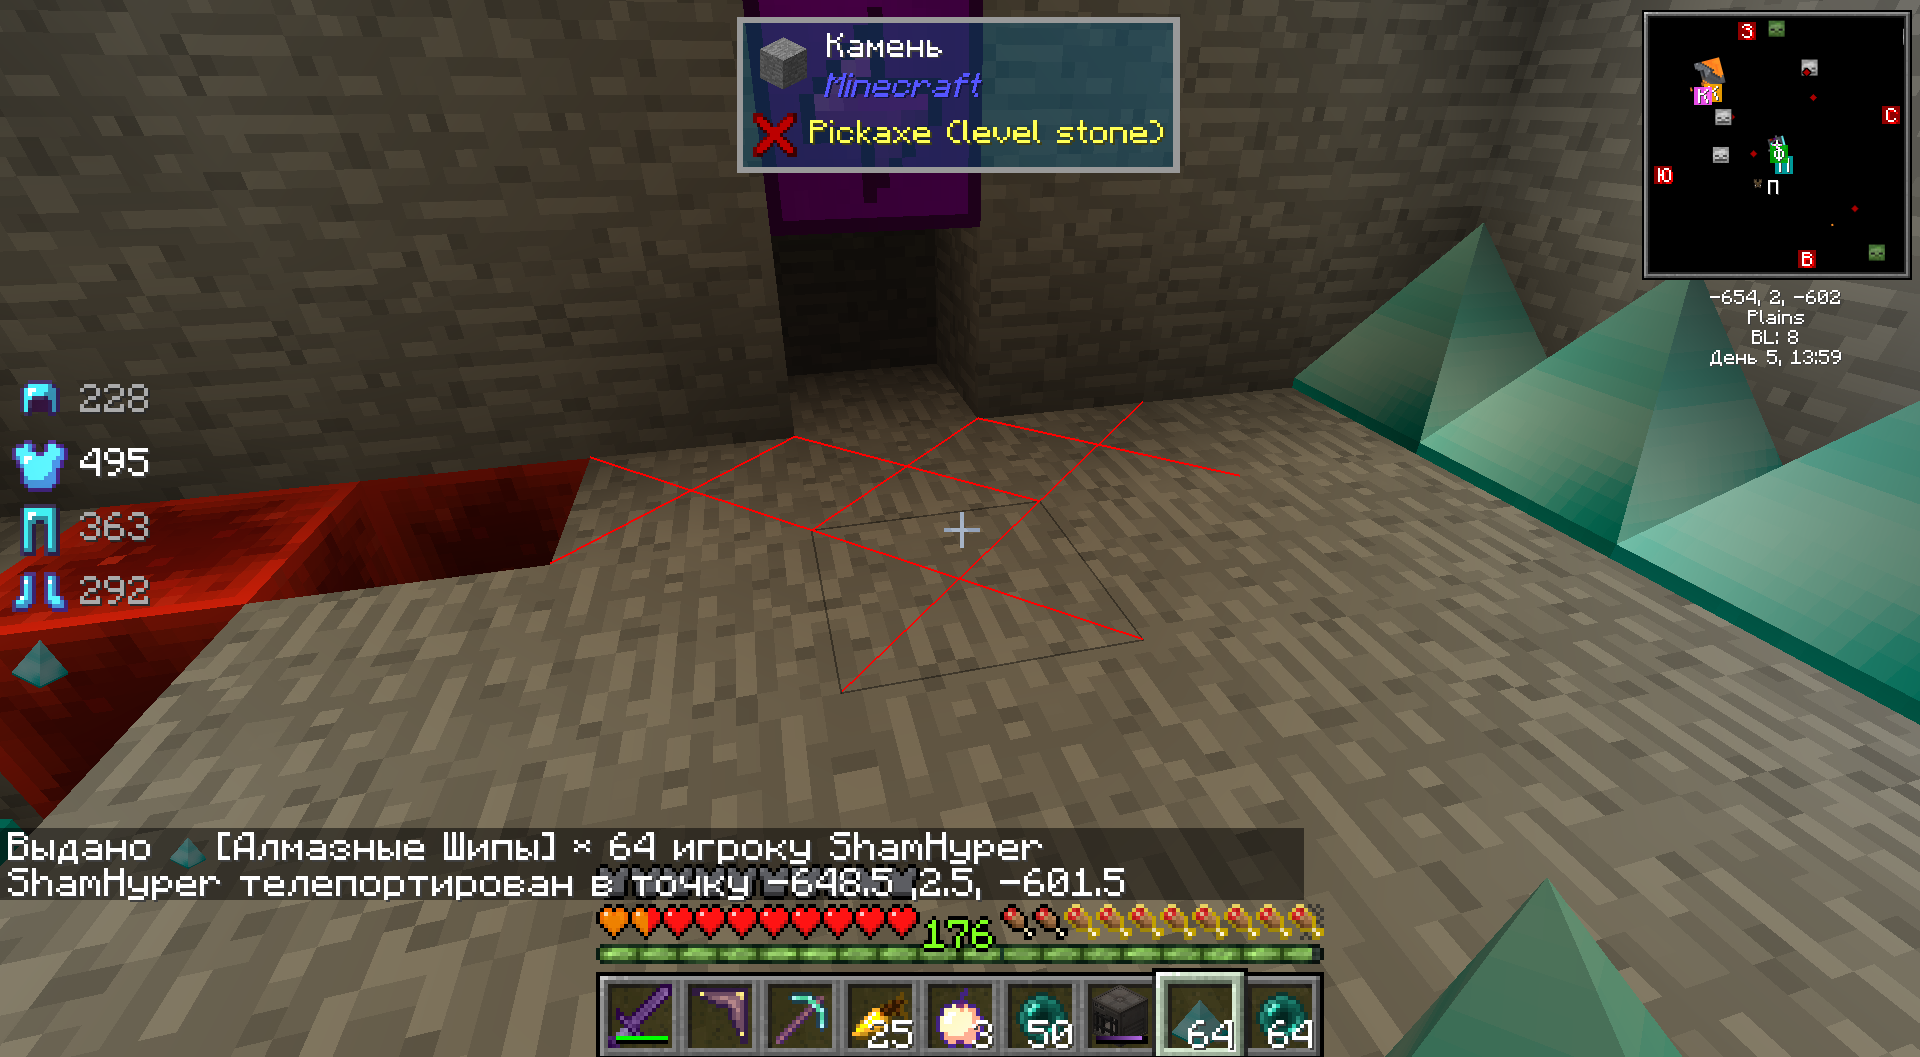 Камень
Minecraft
Pickaxe (level stone)
З
С
К
Ю
Ф
П
П
В
-654, 2, -602
Plains
BL: 8
День 5, 13:59
228
495
363
292
Выдано [Алмазные Шипы] × 64 игроку ShamHyper
ShamHyper телепортирован в точку -648.5 ,2.5, -601.5
176
25
3
50
64
64